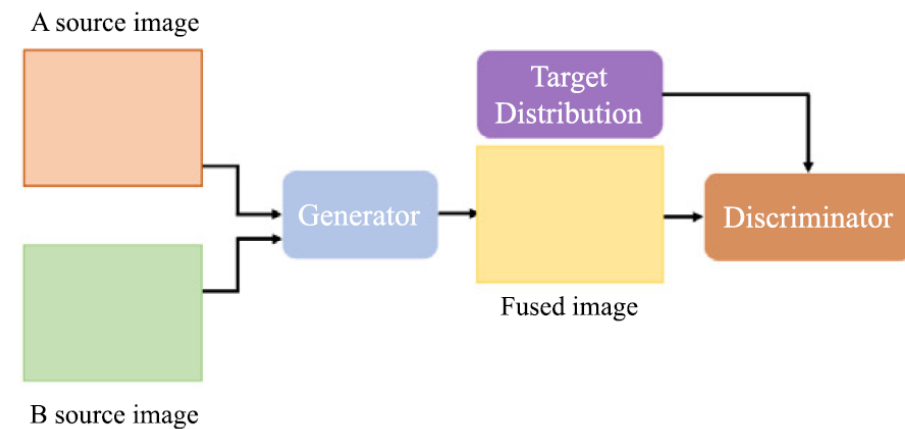 A source image
Target
Distribution
Generator
Discriminator
Fused image
B source image